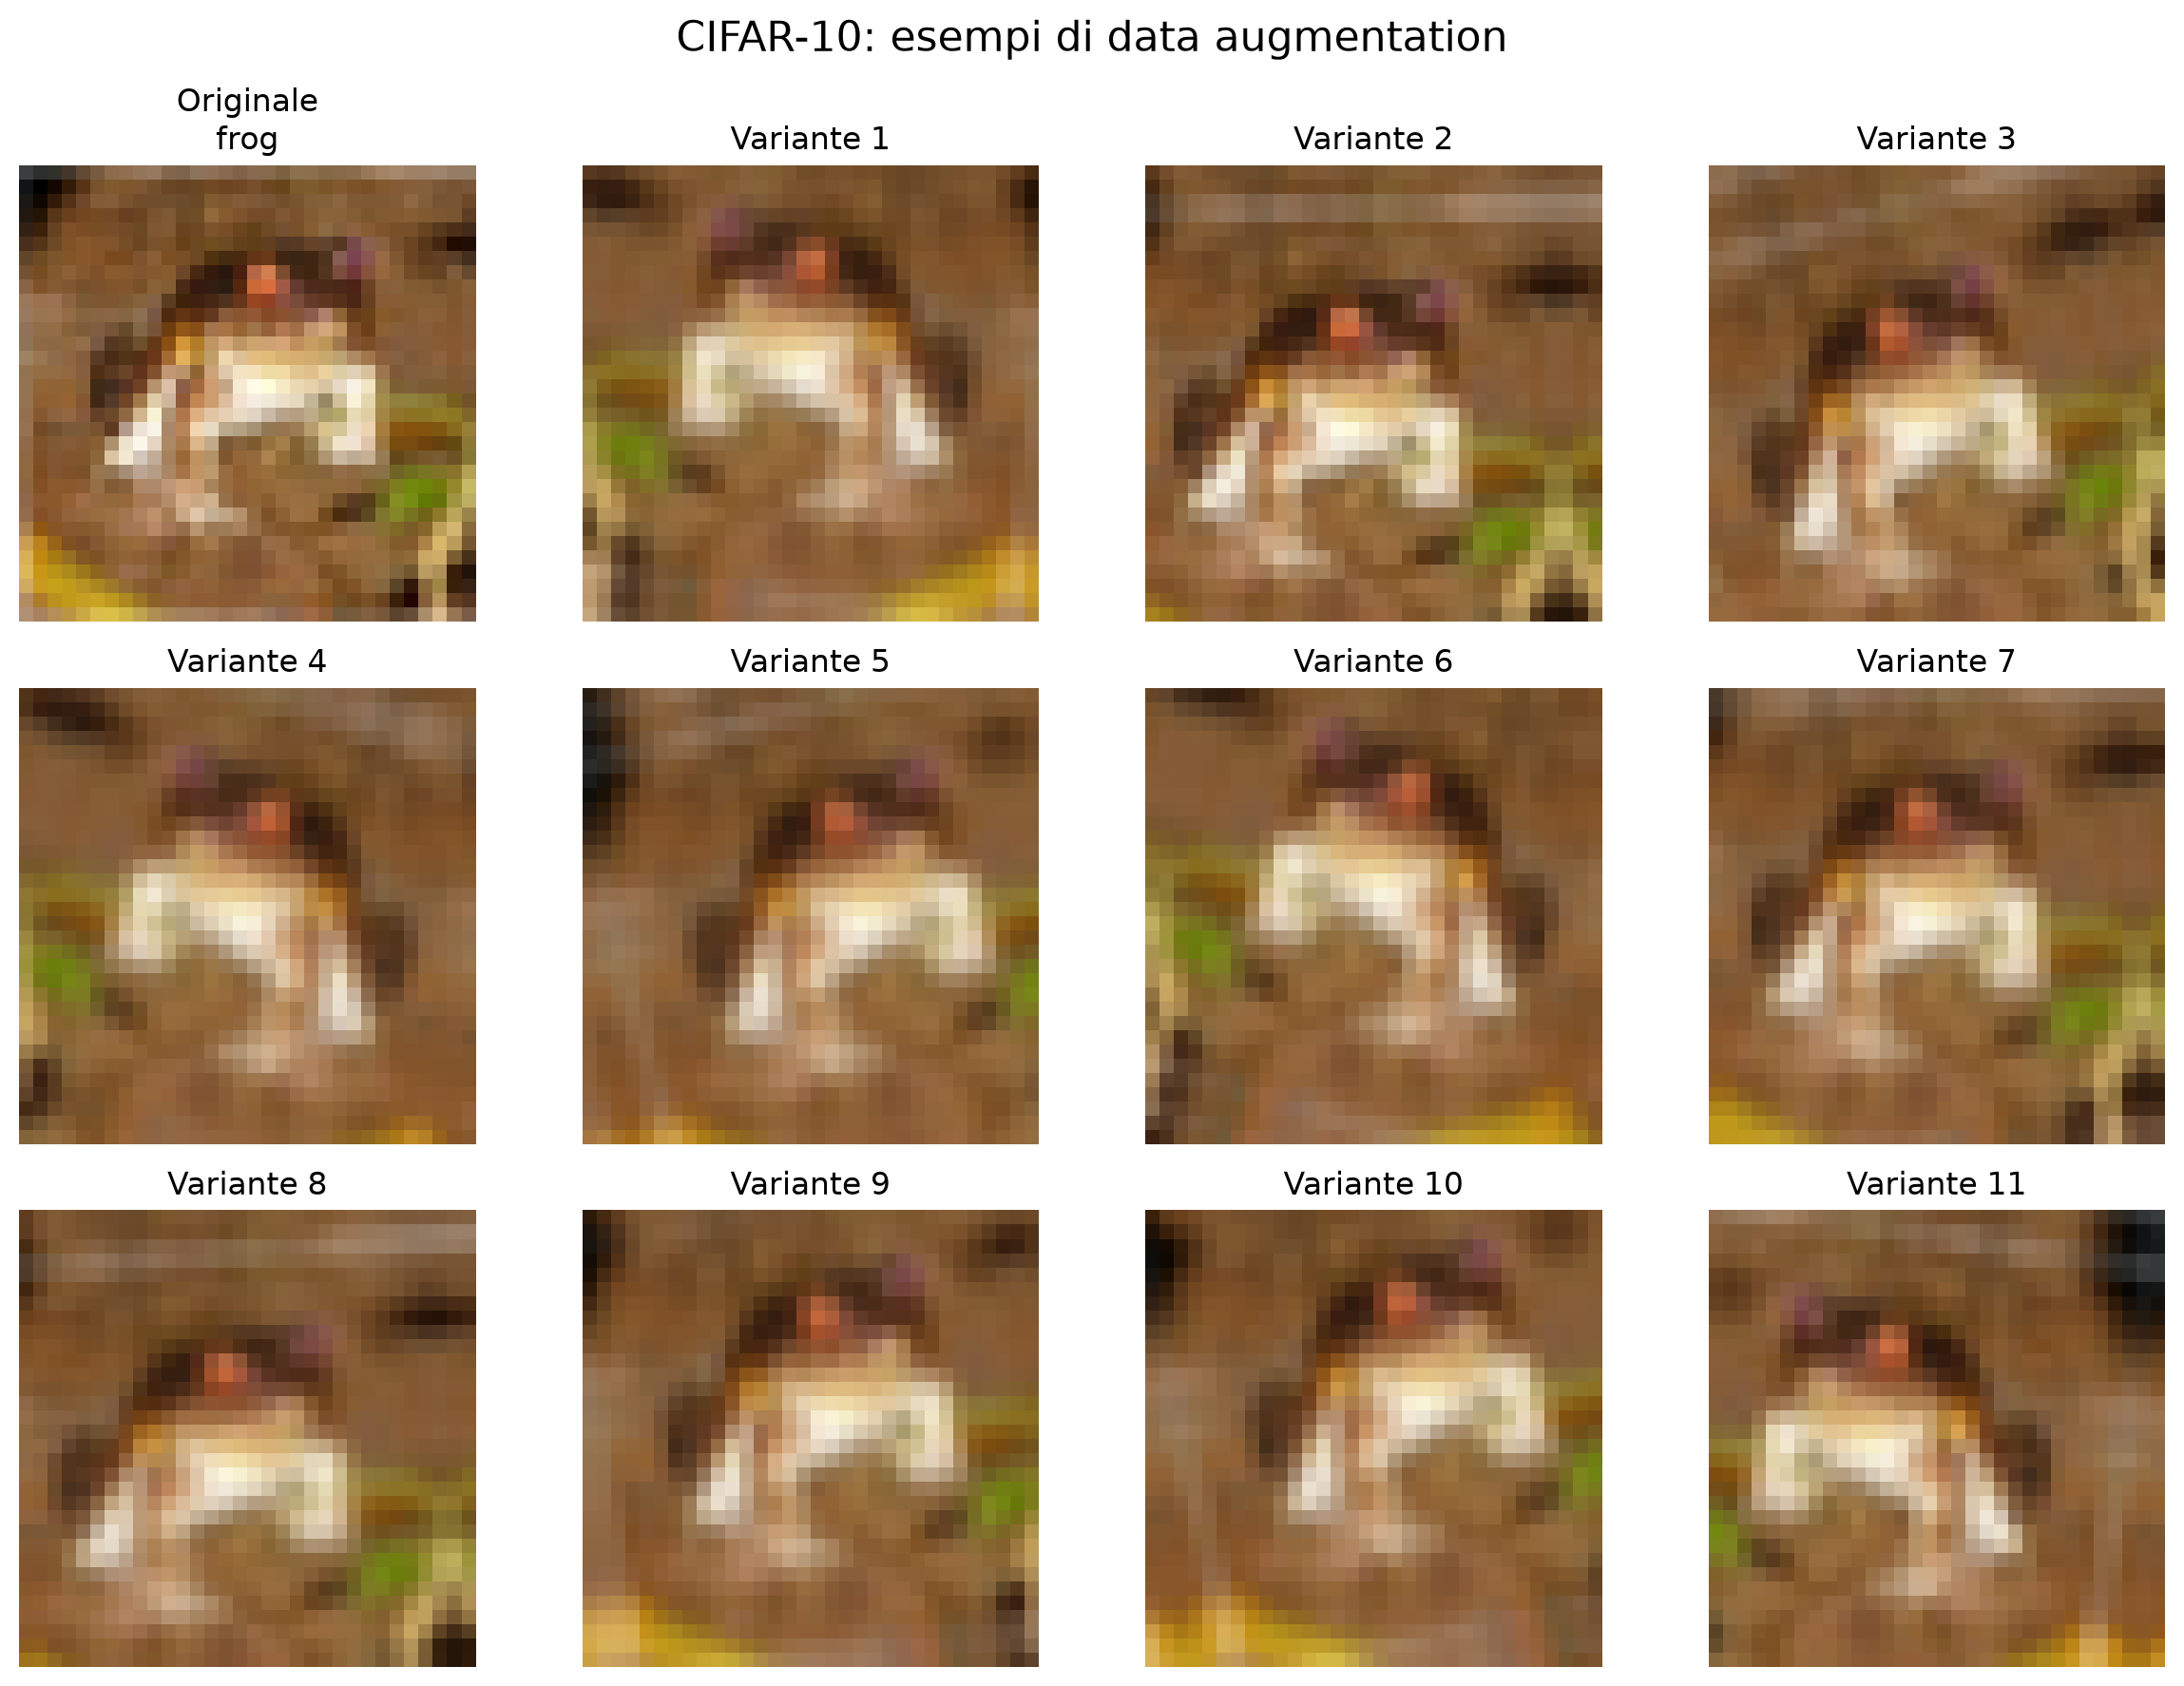 CIFAR-10: esempi di data augmentation
Originale
frog
Variante 1
Variante 2
Variante 3
Variante 4
Variante 5
Variante 6
Variante 7
Variante 8
Variante 9
Variante 10
Variante 11